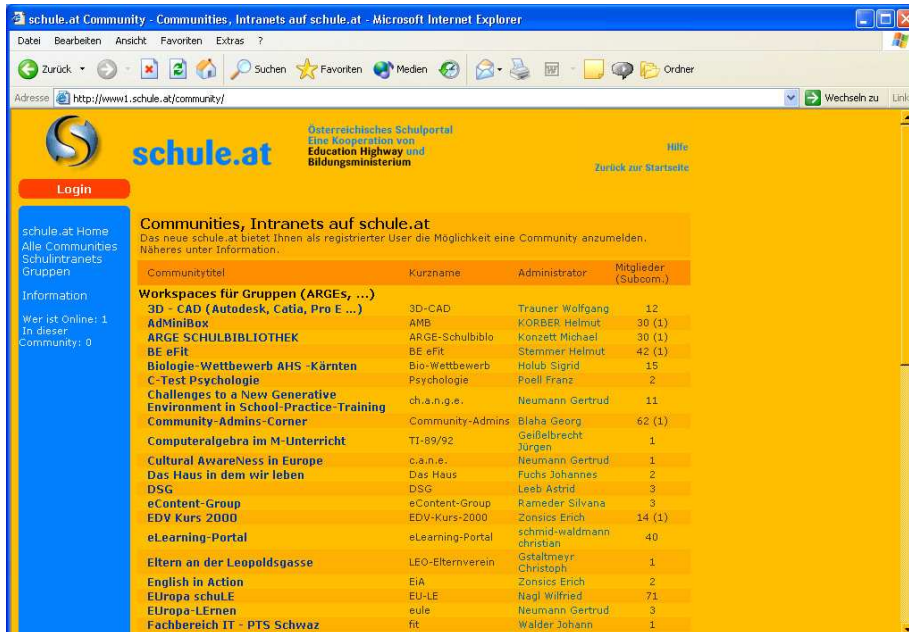 schule.at Community - Communities, Intranets auf schule.at - Microsoft Internet Explorer
Datei Bearbeiten Ansicht Favoriten Extras ?
Zurück Suchen Favoriten Medien Ordner
Adresse http://www1.schule.at/community/ Wechseln zu Link
schule.at
Österreichisches Schulportal
Eine Kooperation von
Education Highway und
Bildungsministerium
Hilfe
Zurück zur Startseite
Login
schule.at Home
Alle Communities
Schulintranets
Gruppen
Information
Wer ist Online: 1
In dieser
Community: 0
Communities, Intranets auf schule.at
Das neue schule.at bietet Ihnen als registrierter User die Möglichkeit eine Community anzumelden.
Näheres unter Information.
Communitytitel Kurzname Administrator Mitglieder
(Subcom.)
Workspaces für Gruppen (ARGEs, ...)
3D - CAD (Autodesk, Catia, Pro E ...) 3D-CAD Trauner Wolfgang 12
AdMiniBox AMB KORBER Helmut 30 (1)
ARGE SCHULBIBLIOTHEK ARGE-Schulbiblo Konzett Michael 30 (1)
BE eFit BE eFit Stemmer Helmut 42 (1)
Biologie-Wettbewerb AHS -Kärnten Bio-Wettbewerb Holub Sigrid 15
C-Test Psychologie Psychologie Poell Franz 2
Challenges to a New Generative
Environment in School-Practice-Training ch.a.n.g.e. Neumann Gertrud 11
Community-Admins-Corner Community-Admins Blaha Georg 62 (1)
Computeralgebra im M-Unterricht TI-89/92 Geißelbrecht
Jürgen 1
Cultural AwareNess in Europe c.a.n.e. Neumann Gertrud 1
Das Haus in dem wir leben Das Haus Fuchs Johannes 2
DSG DSG Leeb Astrid 3
eContent-Group eContent-Group Rameder Silvana 3
EDV Kurs 2000 EDV-Kurs-2000 Zonsics Erich 14 (1)
eLearning-Portal eLearning-Portal schmid-waldmann
christian 40
Eltern an der Leopoldsgasse LEO-Elternverein Gstaltmeyr
Christoph 1
English in Action EiA Zonsics Erich 2
EUropa schuLE EU-LE Nagl Wilfried 71
EUropa-LErnen eule Neumann Gertrud 3
Fachbereich IT - PTS Schwaz fit Walder Johann 1